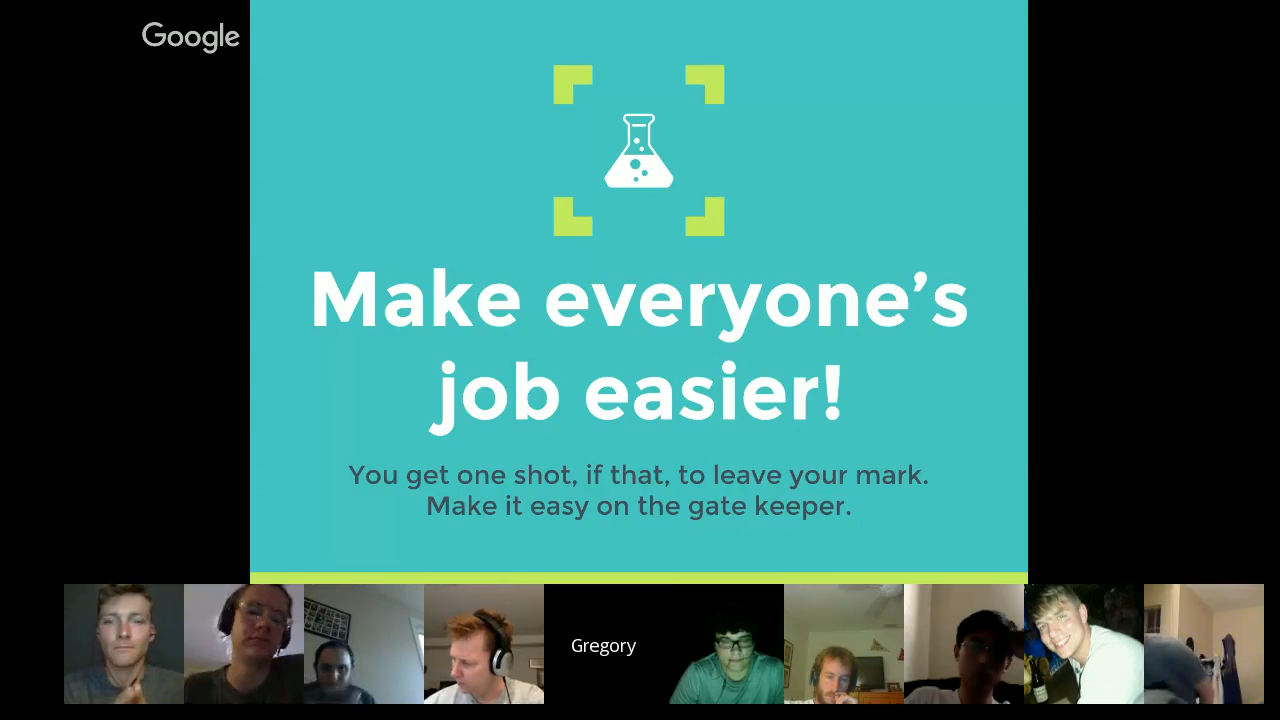 Google
Make everyone’s
job easier!
You get one shot, if that, to leave your mark.
Make it easy on the gate keeper.
Gregory